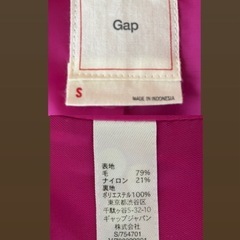 Gap
S
MADE IN INDONESIA
表地
毛 79%
ナイロン 21%
裏地
ポリエステル100%
東京都渋谷区
千駄ヶ谷5-32-10
ギャップジャパン
株式会社
S/754701